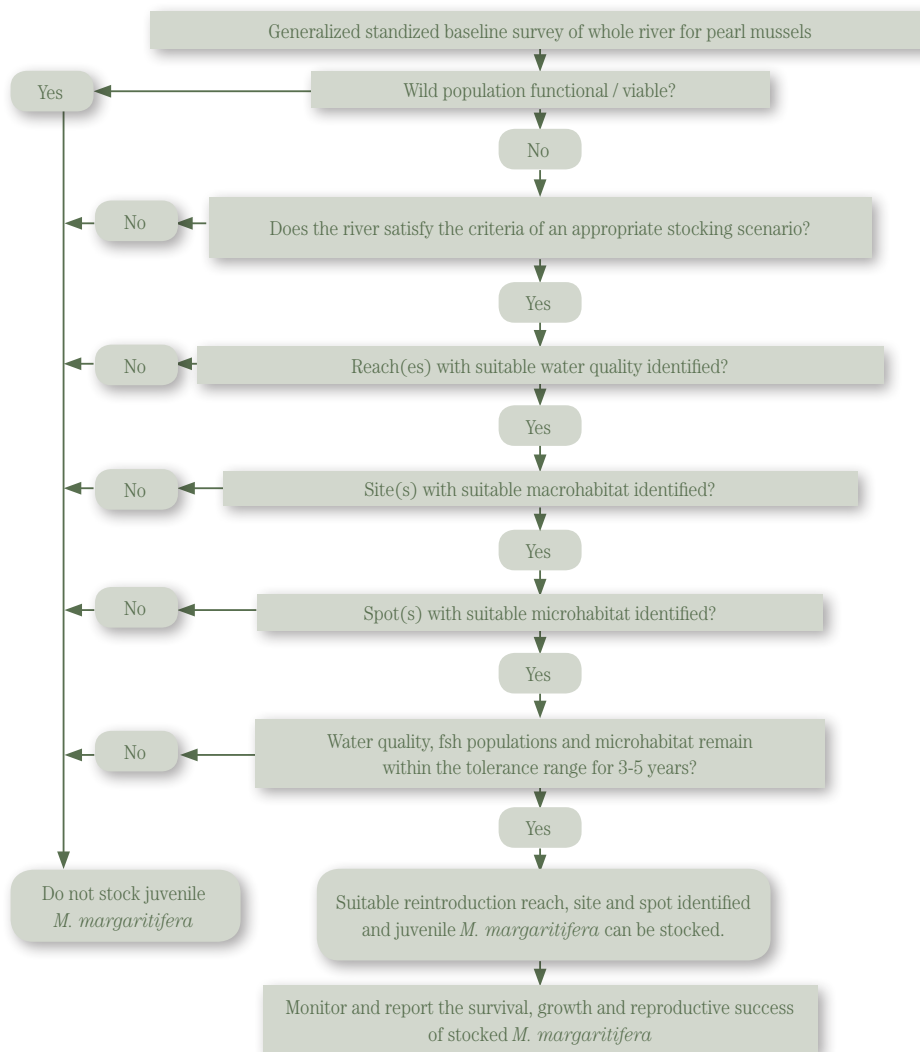 Generalized standized baseline survey of whole river for pearl mussels
Yes
Wild population functional / viable?
No
No
Does the river satisfy the criteria of an appropriate stocking scenario?
Yes
No
Reach(es) with suitable water quality identified?
Yes
No
Site(s) with suitable macrohabitat identified?
Yes
No
Spot(s) with suitable microhabitat identified?
Yes
No
Water quality, fsh populations and microhabitat remain
within the tolerance range for 3-5 years?
Yes
Do not stock juvenile
M. margaritifera
Suitable reintroduction reach, site and spot identified
and juvenile M. margaritifera can be stocked.
Monitor and report the survival, growth and reproductive success
of stocked M. margaritifera